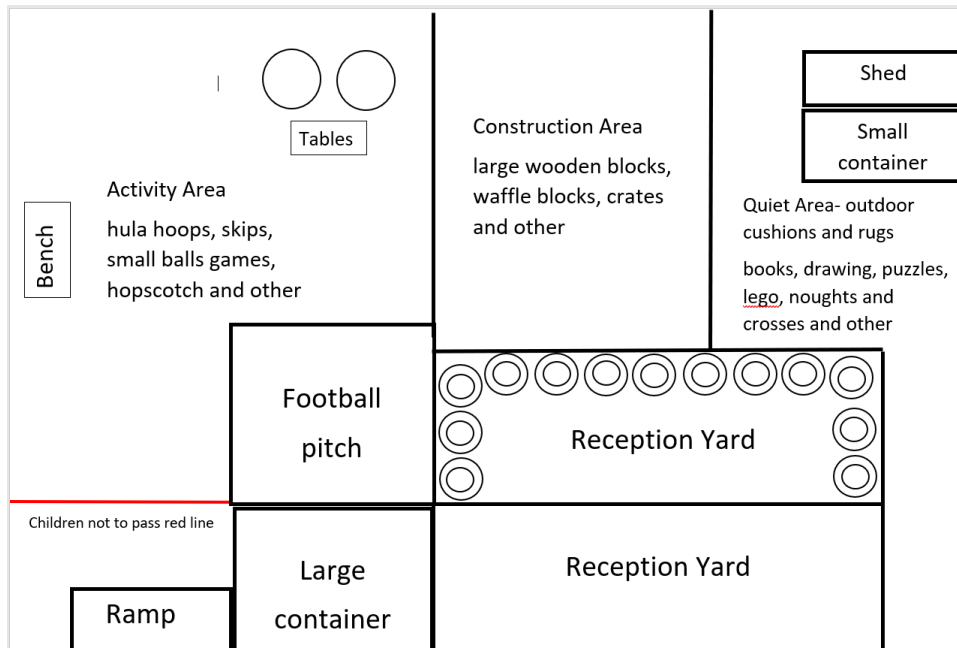 Tables
Activity Area
hula hoops, skips,
small balls games,
hopscotch and other
Bench
Construction Area
large wooden blocks,
waffle blocks, crates
and other
Shed
Small
container
Quiet Area- outdoor
cushions and rugs
books, drawing, puzzles,
lego, noughts and
crosses and other
Football
pitch
Reception Yard
Children not to pass red line
Ramp
Large
container
Reception Yard